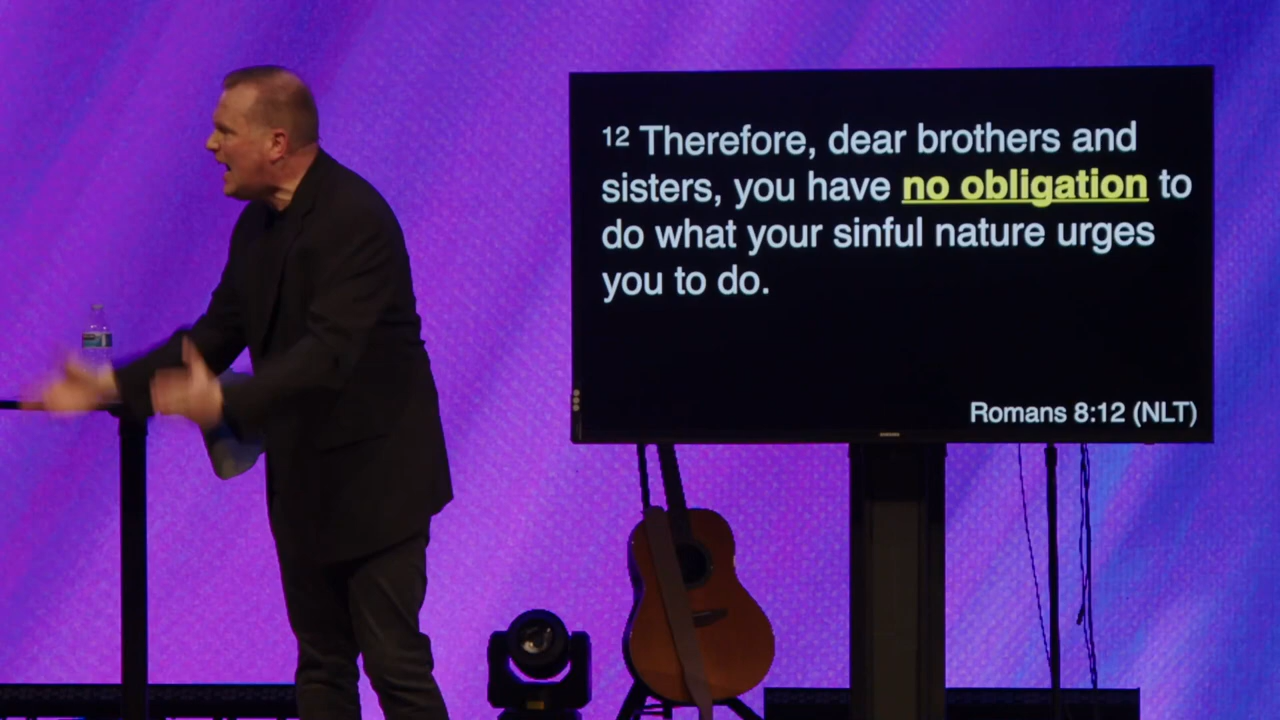 12 Therefore, dear brothers and
sisters, you have no obligation to
do what your sinful nature urges
you to do.
Romans 8:12 (NLT)